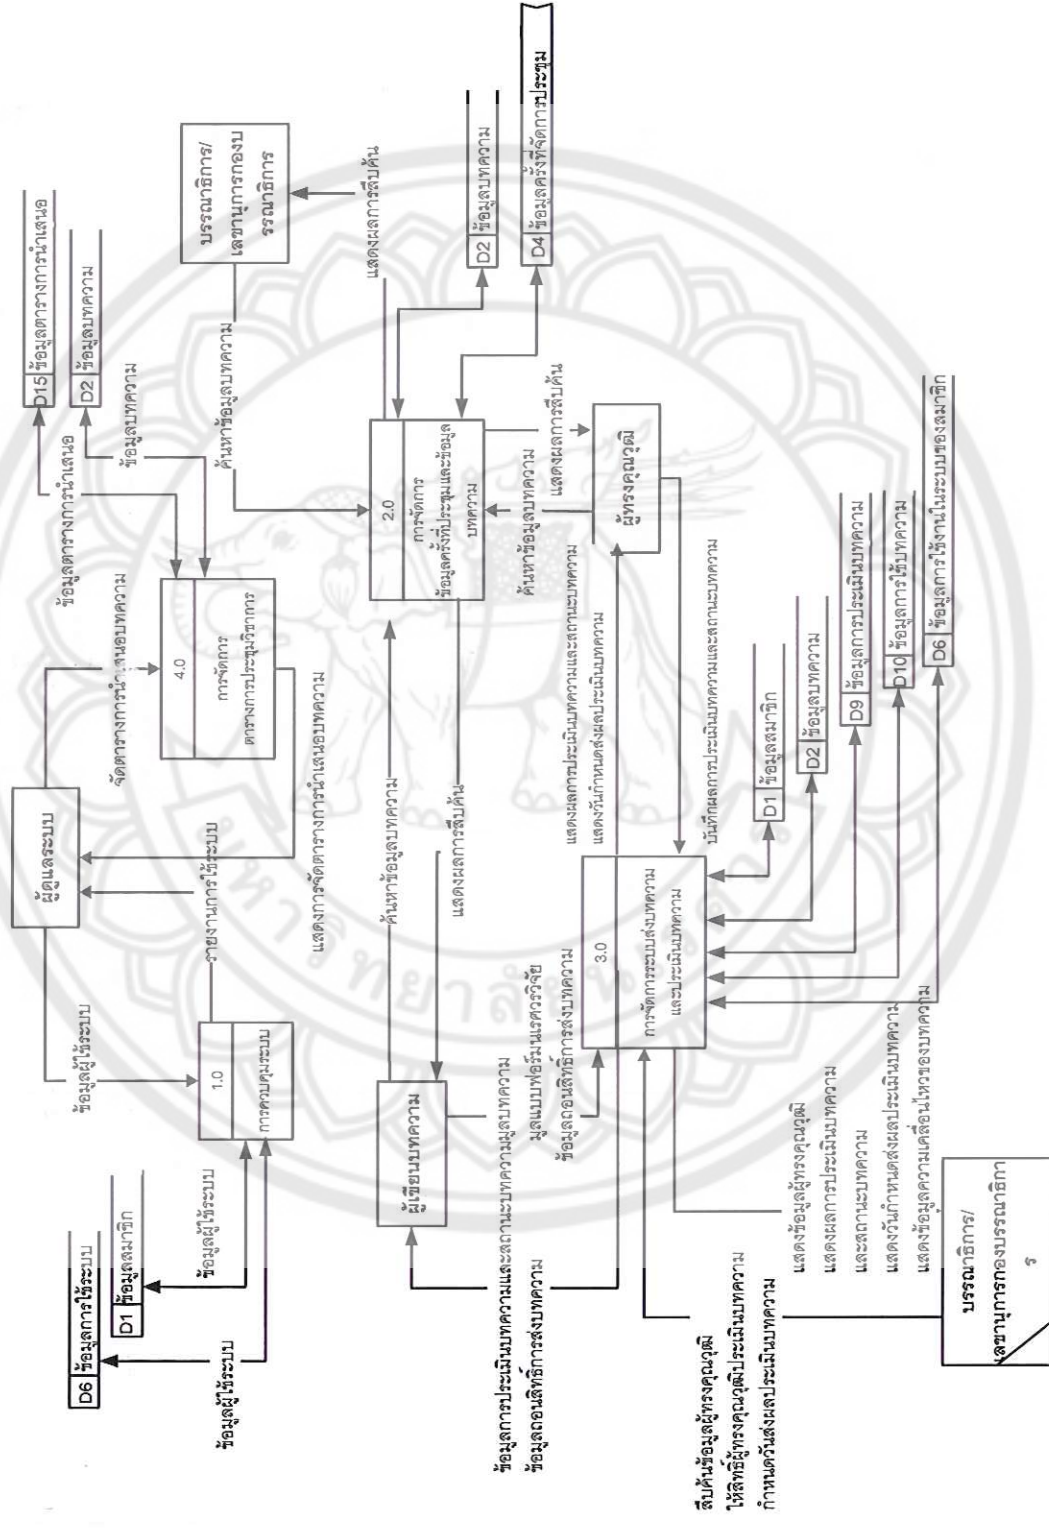 D6 ข้อมูลการใช้ระบบ
D1 ข้อมูลสมาชิก
ข้อมูลผู้ใช้ระบบ
ข้อมูลผู้ใช้ระบบ
ข้อมูลผู้ใช้ระบบ
1.0
การควบคุมระบบ
รายงานการใช้ระบบ
ผู้ดูแลระบบ
จัดตารางการนำเสนอบทความ
แสดงการจัดตารางการนำเสนอบทความ
4.0
การจัดการ
ตารางการประชุมวิชาการ
ข้อมูลตารางการนำเสนอ
ข้อมูลบทความ
D15 ข้อมูลตารางการนำเสนอ
D2 ข้อมูลบทความ
ค้นหาข้อมูลบทความ
บรรณาธิการ/
เลขานุการกองบ
รรณาธิการ
แสดงผลการสืบค้น
2.0
การจัดการ
ข้อมูลครั้งที่ประชุมและข้อมูล
บทความ
D2 ข้อมูลบทความ
D4 ข้อมูลครั้งที่จัดการประชุม
ค้นหาข้อมูลบทความ
แสดงผลการสืบค้น
ผู้เขียนบทความ
ค้นหาข้อมูลบทความ
แสดงผลการสืบค้น
ผู้ทรงคุณวุฒิ
ข้อมูลการประเมินบทความและสถานะบทความมูลบทความ
ข้อมูลถอนสิทธิการส่งบทความ
มูลแบบฟอร์มนเรศวรวิจัย
ข้อมูลถอนสิทธิการส่งบทความ
แสดงผลการประเมินบทความและสถานะบทความ
แสดงวันกำหนดส่งผลประเมินบทความ
บันทึกผลการประเมินบทความและสถานะบทความ
3.0
การจัดการระบบส่งบทความ
และประเมินบทความ
D1 ข้อมูลสมาชิก
D2 ข้อมูลบทความ
D9 ข้อมูลการประเมินบทความ
D10 ข้อมูลการใช้บทความ
D6 ข้อมูลการใช้งานในระบบของสมาชิก
สืบค้นข้อมูลผู้ทรงคุณวุฒิ
ให้สิทธิ์ผู้ทรงคุณวุฒิประเมินบทความ
กำหนดวันส่งผลประเมินบทความ
แสดงข้อมูลผู้ทรงคุณวุฒิ
แสดงผลการประเมินบทความ
และสถานะบทความ
แสดงวันกำหนดส่งผลประเมินบทความ
แสดงข้อมูลความเคลื่อนไหวของบทความ
บรรณาธิการ/
เลขานุการกองบรรณาธิกา
ร